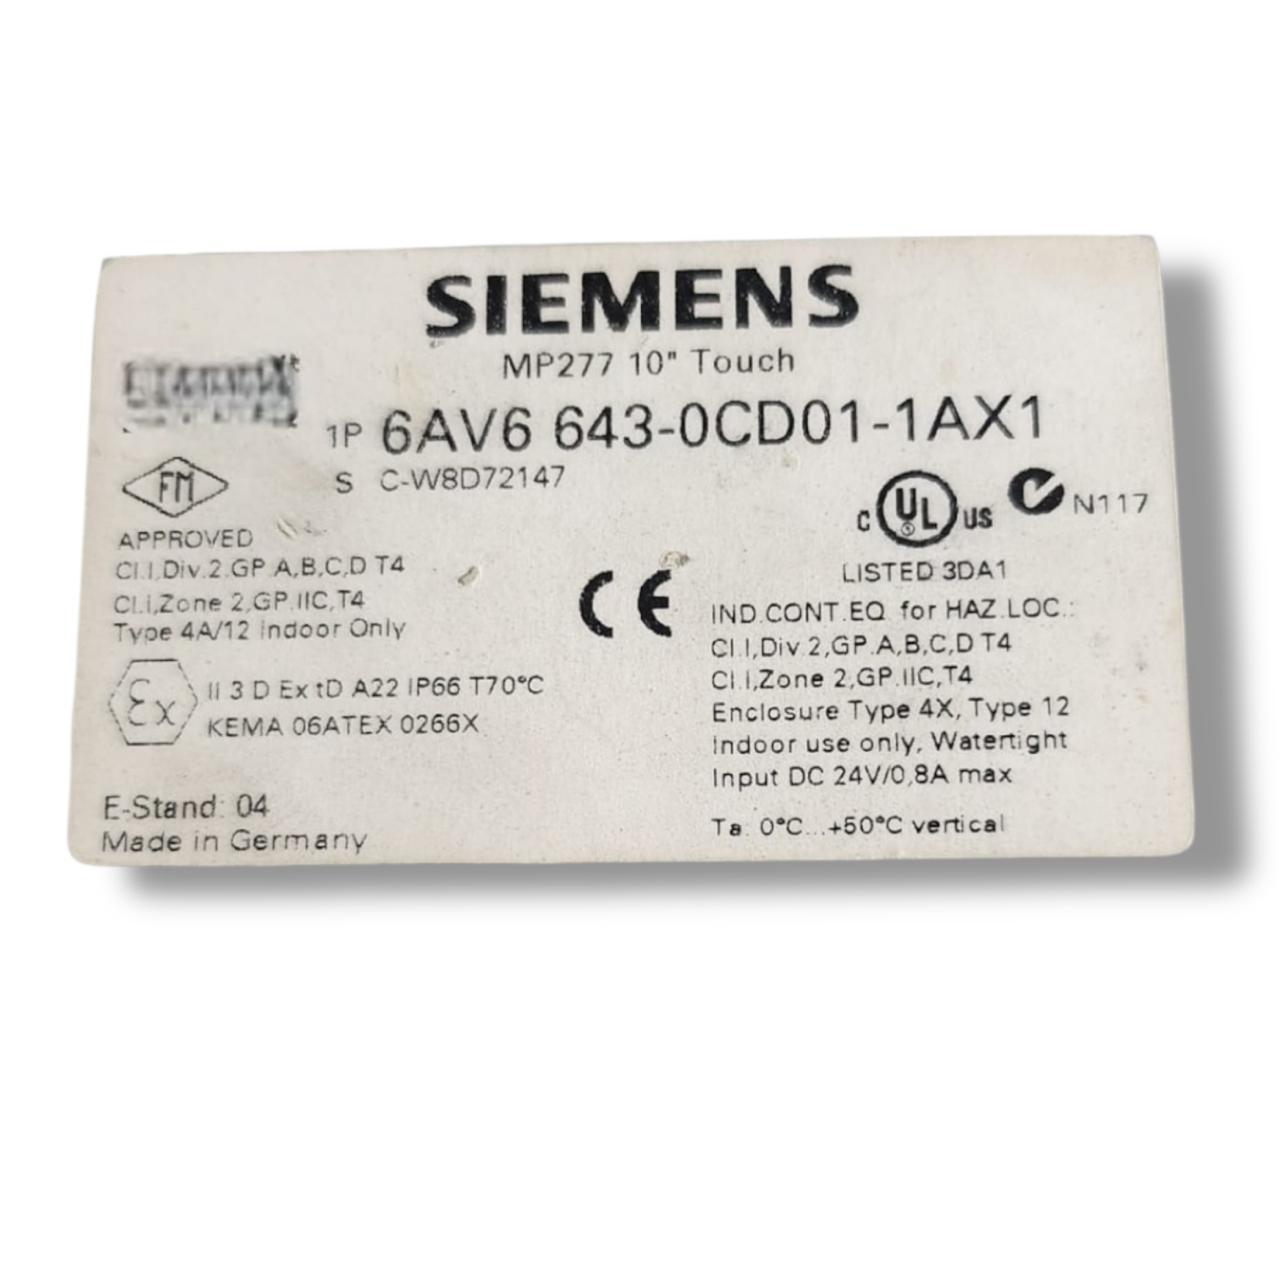 SIEMENS
MP277 10" Touch
1P 6AV6 643-0CD01-1AX1
S C-W8D72147
FM
APPROVED
Cl.I,Div.2.GP.A,B,C,D T4
Cl.I,Zone 2,GP.IIC,T4
Type 4A/12 Indoor Only
Ex II 3 D Ex tD A22 IP66 T70°C
KEMA 06ATEX 0266X
E-Stand: 04
Made in Germany
CE
C UL US N117
LISTED 3DA1
IND.CONT.EQ. for HAZ.LOC.:
Cl.I,Div.2,GP.A,B,C,D T4
Cl.I,Zone 2,GP.IIC,T4
Enclosure Type 4X, Type 12
Indoor use only, Watertight
Input DC 24V/0,8A max
Ta: 0°C...+50°C vertical